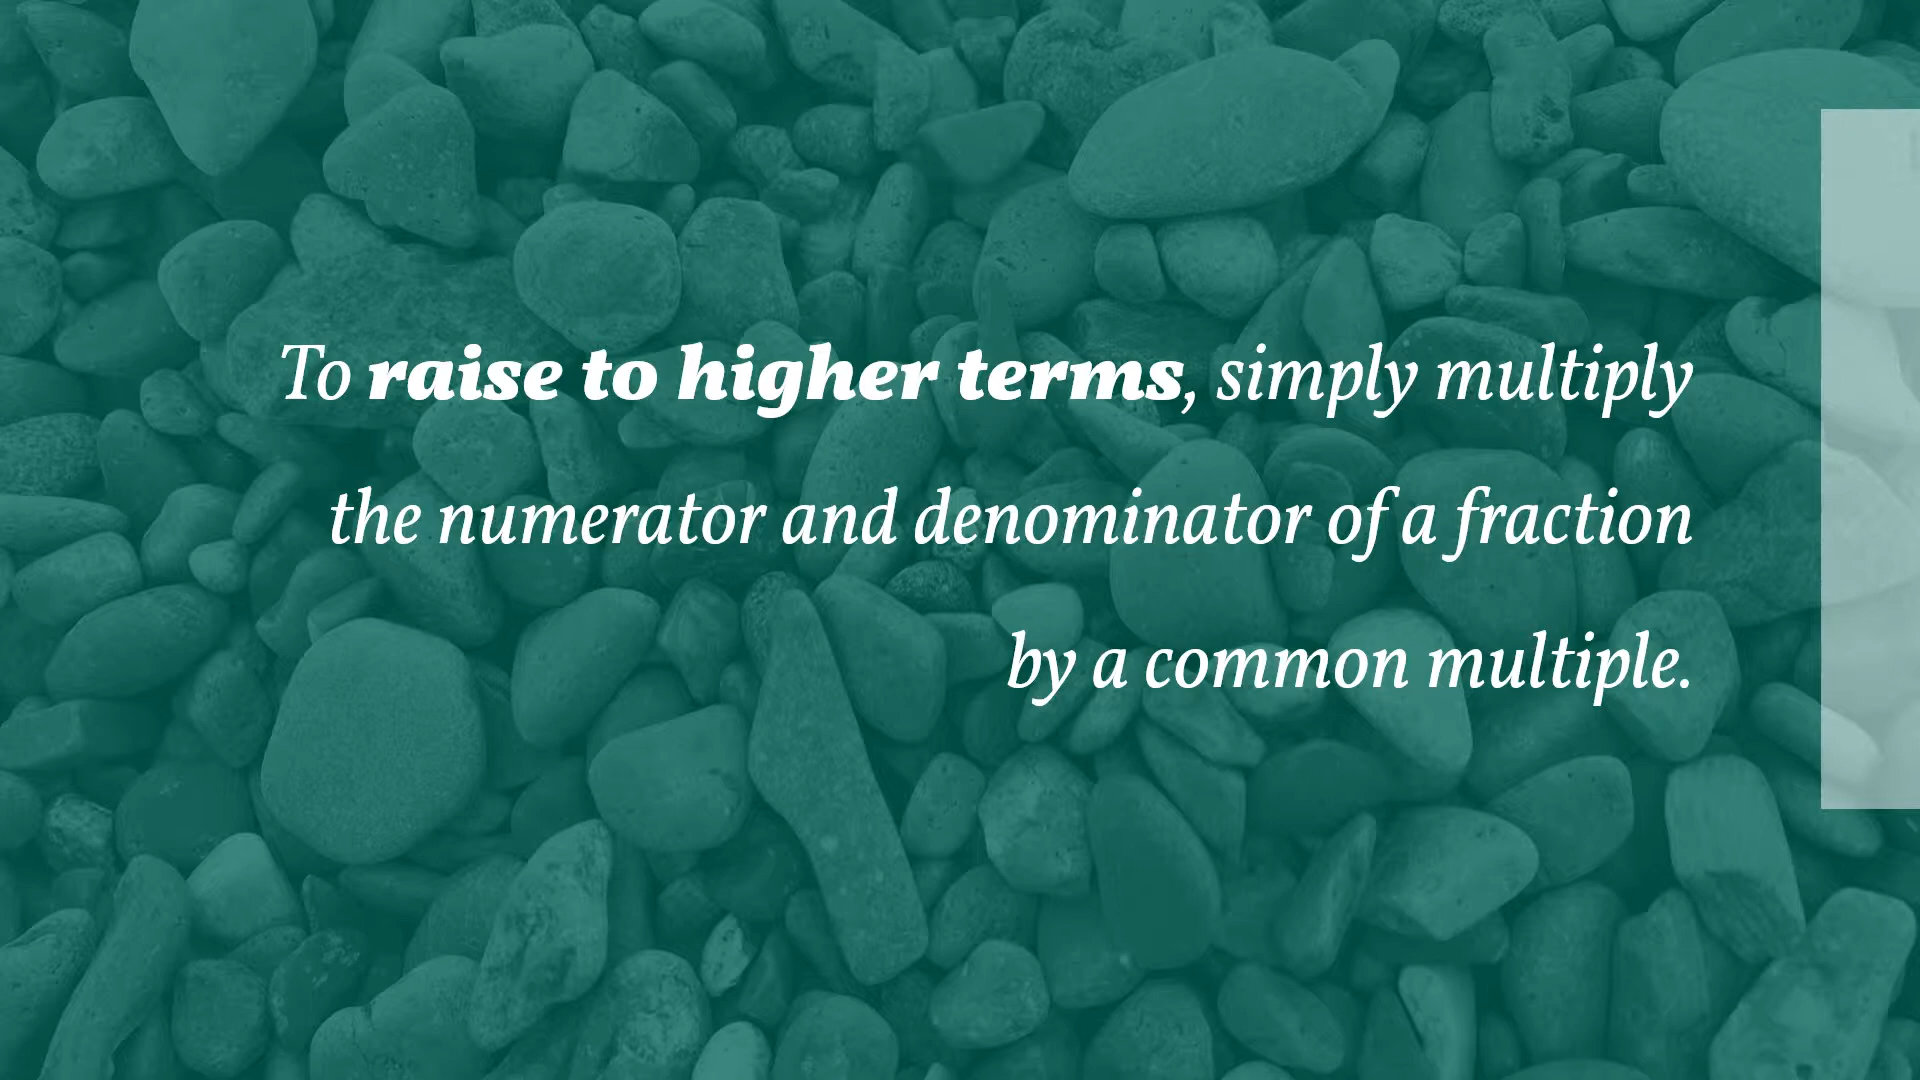 To raise to higher terms, simply multiply
the numerator and denominator of a fraction
by a common multiple.